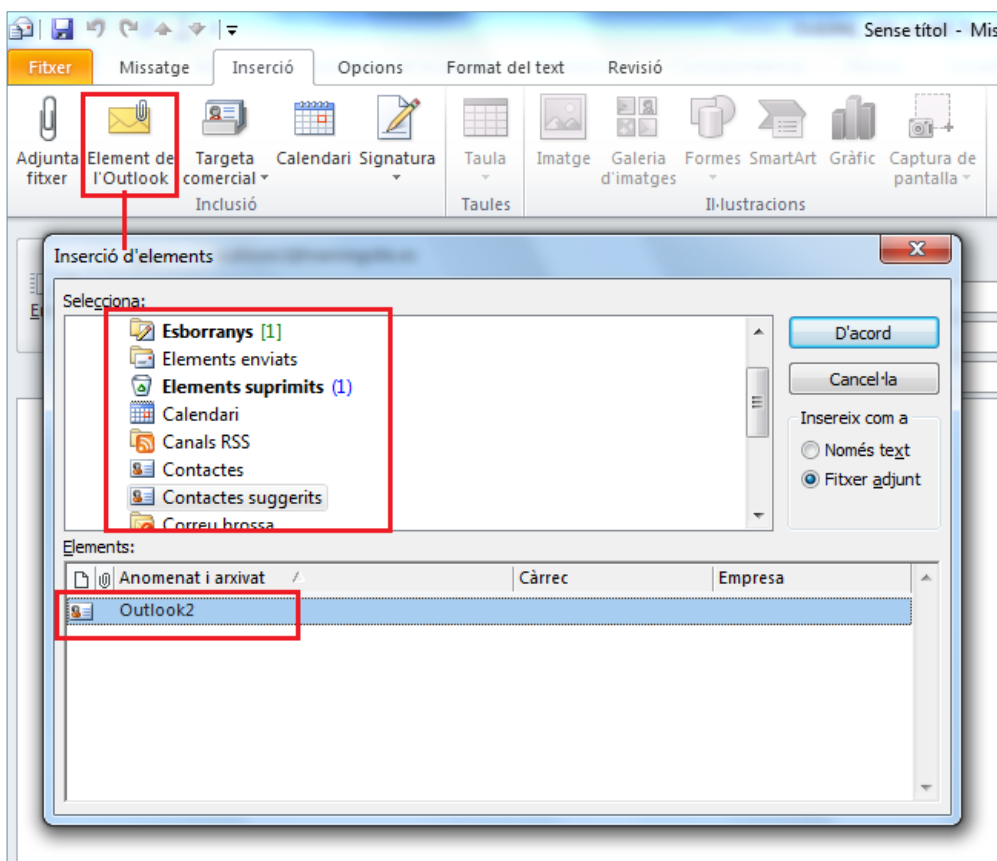 Sense títol - Mis
Fitxer Missatge Inserció Opcions Format del text Revisió
Adjunta fitxer
Element de l'Outlook
Targeta comercial
Calendari
Signatura
Taula
Imatge
Galeria d'imatges
Formes
SmartArt
Gràfic
Captura de pantalla
Inclusió Taules Il·lustracions
Inserció d'elements
Selecciona:
Esborranys [1]
Elements enviats
Elements suprimits (1)
Calendari
Canals RSS
Contactes
Contactes suggerits
Correu brossa
D'acord
Cancel·la
Insereix com a
Només text
Fitxer adjunt
Elements:
Anomenat i arxivat Càrrec Empresa
Outlook2